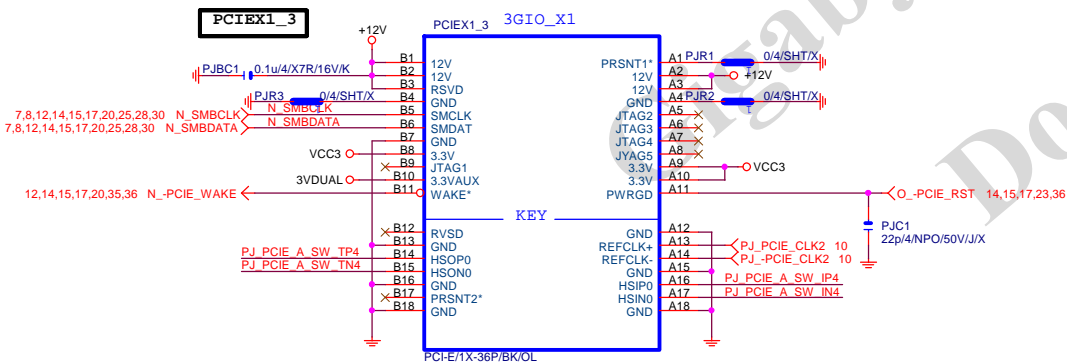 PCIEX1_3
PCIEX1_3
3GIO_X1
+12V
PJBC1 0.1u/4/X7R/16V/K
PJR3 0/4/SHT/X
7,8,12,14,15,17,20,25,28,30 N_SMBCLK N_SMBCLK
7,8,12,14,15,17,20,25,28,30 N_SMBDATA N_SMBDATA
VCC3
3VDUAL
12,14,15,17,20,35,36 N_-PCIE_WAKE
PJ_PCIE_A_SW_TP4
PJ_PCIE_A_SW_TN4
B1 12V
B2 12V
B3 RSVD
B4 GND
B5 SMCLK
B6 SMDAT
B7 GND
B8 3.3V
B9 JTAG1
B10 3.3VAUX
B11 WAKE*
KEY
B12 RVSD
B13 GND
B14 HSOP0
B15 HSON0
B16 GND
B17 PRSNT2*
B18 GND
PRSNT1* A1 PJR1 0/4/SHT/X
12V A2 +12V
12V A3
GND A4 PJR2 0/4/SHT/X
JTAG2 A5
JTAG3 A6
JTAG4 A7
JYAG5 A8
3.3V A9 VCC3
3.3V A10
PWRGD A11 O_-PCIE_RST 14,15,17,23,36
PJC1
22p/4/NPO/50V/J/X
GND A12
REFCLK+ A13 PJ_PCIE_CLK2 10
REFCLK- A14 PJ_-PCIE_CLK2 10
GND A15
HSIP0 A16 PJ_PCIE_A_SW_IP4
HSIN0 A17 PJ_PCIE_A_SW_IN4
GND A18
PCI-E/1X-36P/BK/OL
Gigaby
Do